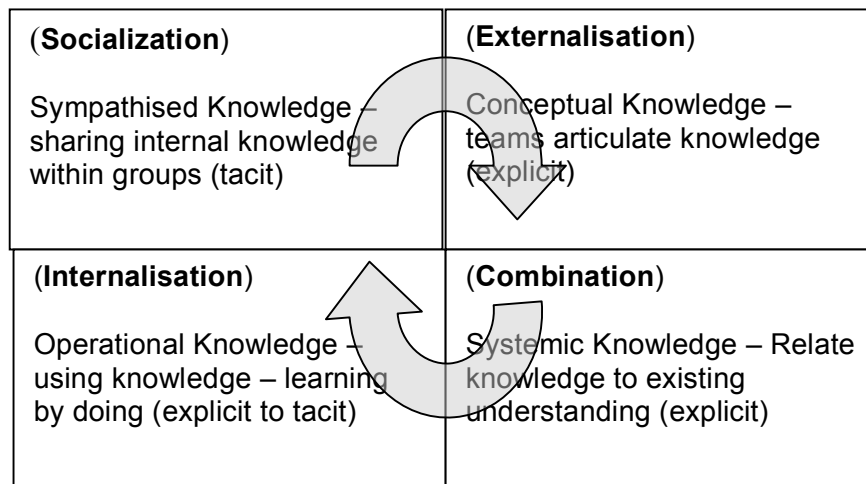 (Socialization)
Sympathised Knowledge –
sharing internal knowledge
within groups (tacit)
(Externalisation)
Conceptual Knowledge –
teams articulate knowledge
(explicit)
(Internalisation)
Operational Knowledge –
using knowledge – learning
by doing (explicit to tacit)
(Combination)
Systemic Knowledge – Relate
knowledge to existing
understanding (explicit)